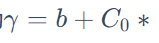 γ = b + C₀ *